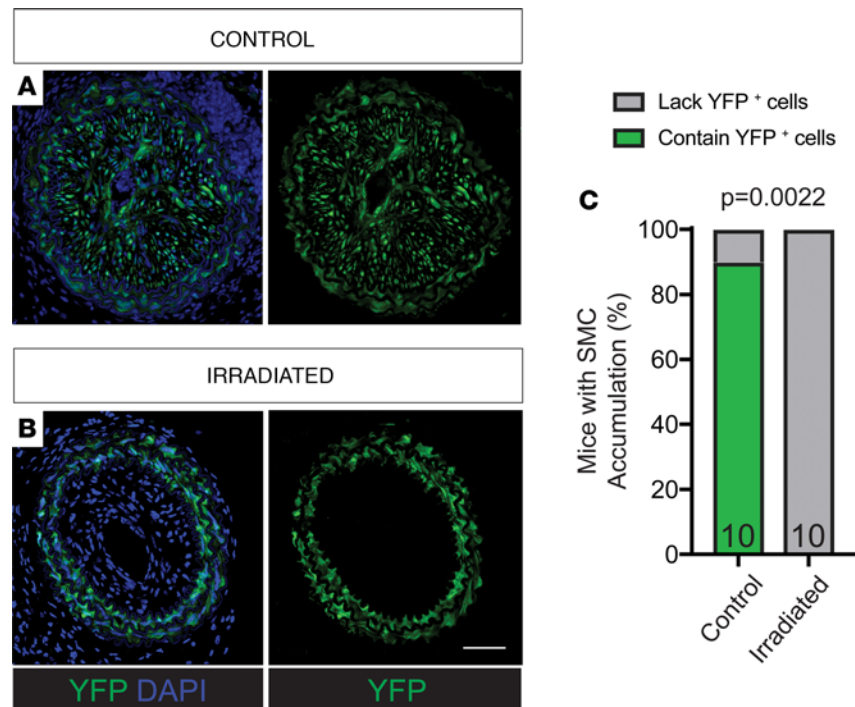 CONTROL
A
IRRADIATED
B
YFP DAPI
YFP
Lack YFP + cells
Contain YFP + cells
C
p=0.0022
Mice with SMC
Accumulation (%)
100
80
60
40
20
0
10
10
Control
Irradiated